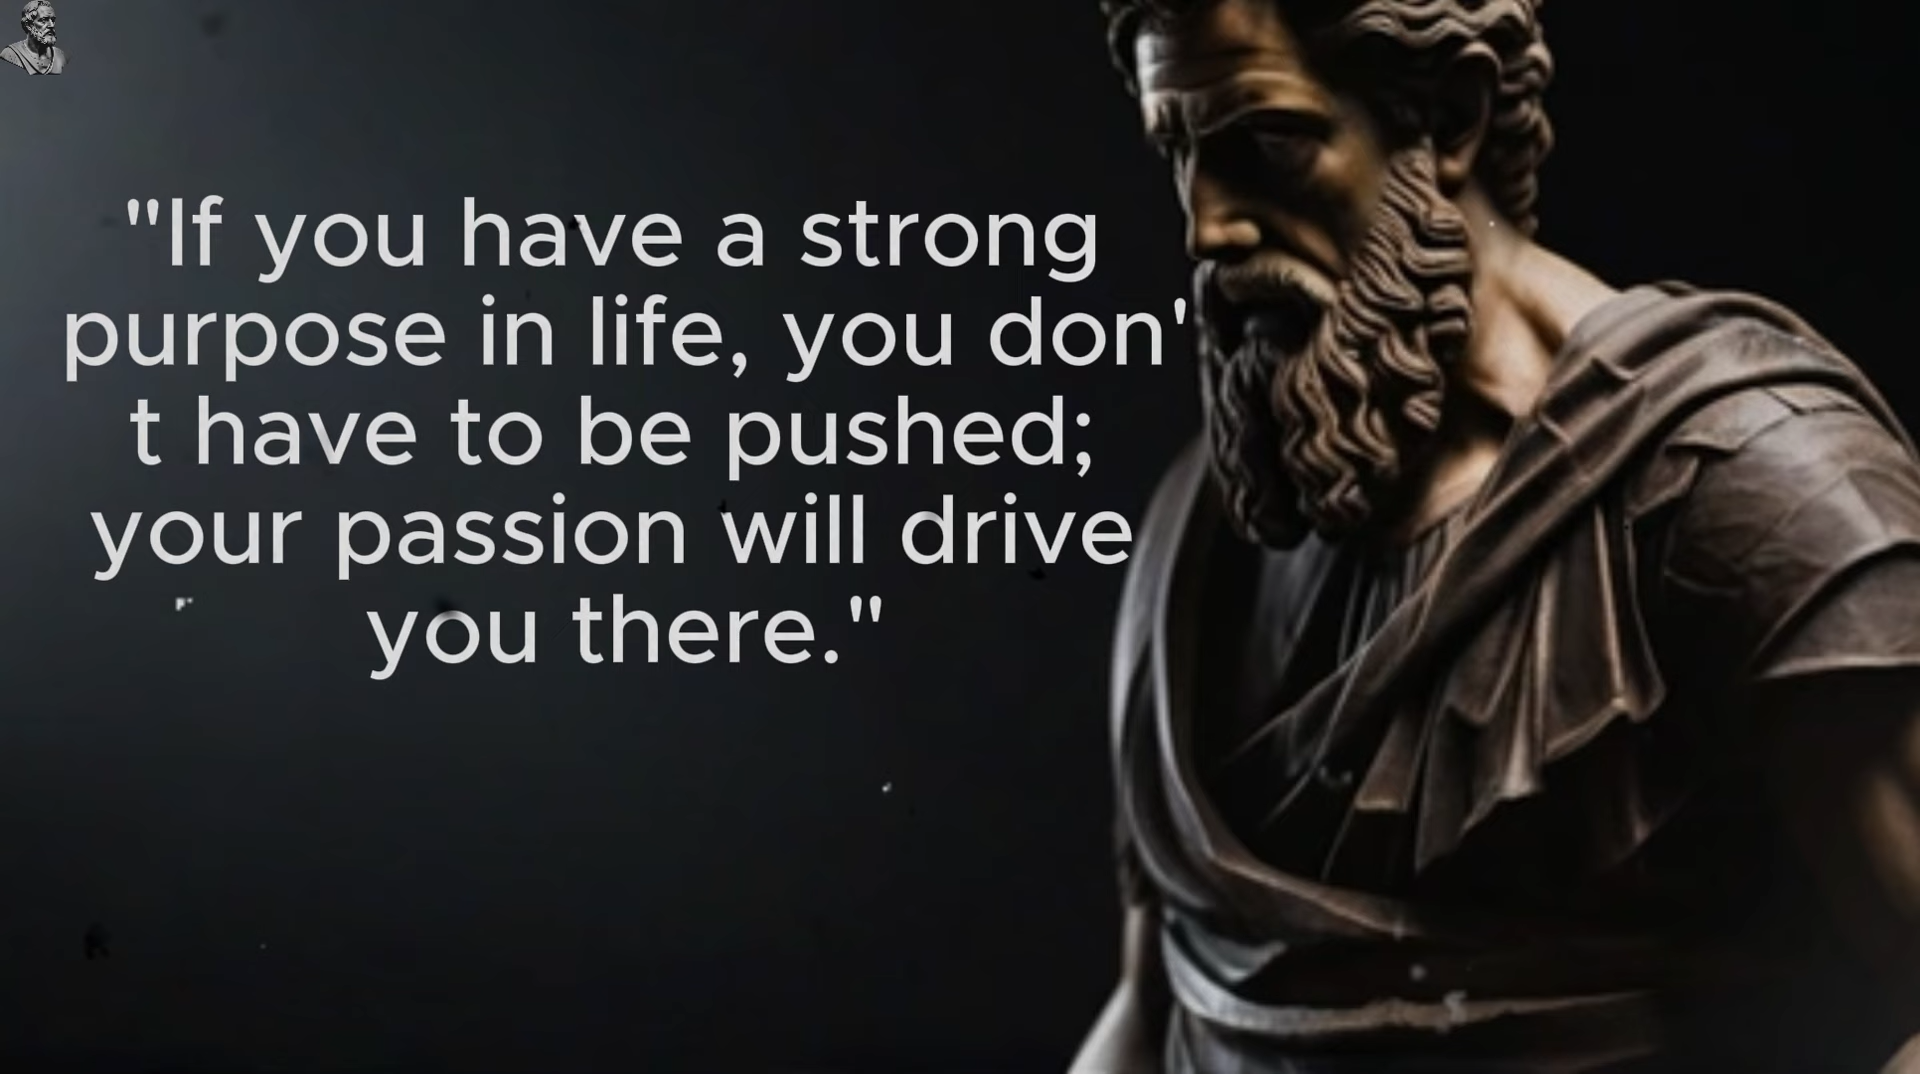 "If you have a strong
purpose in life, you don'
t have to be pushed;
your passion will drive
you there."